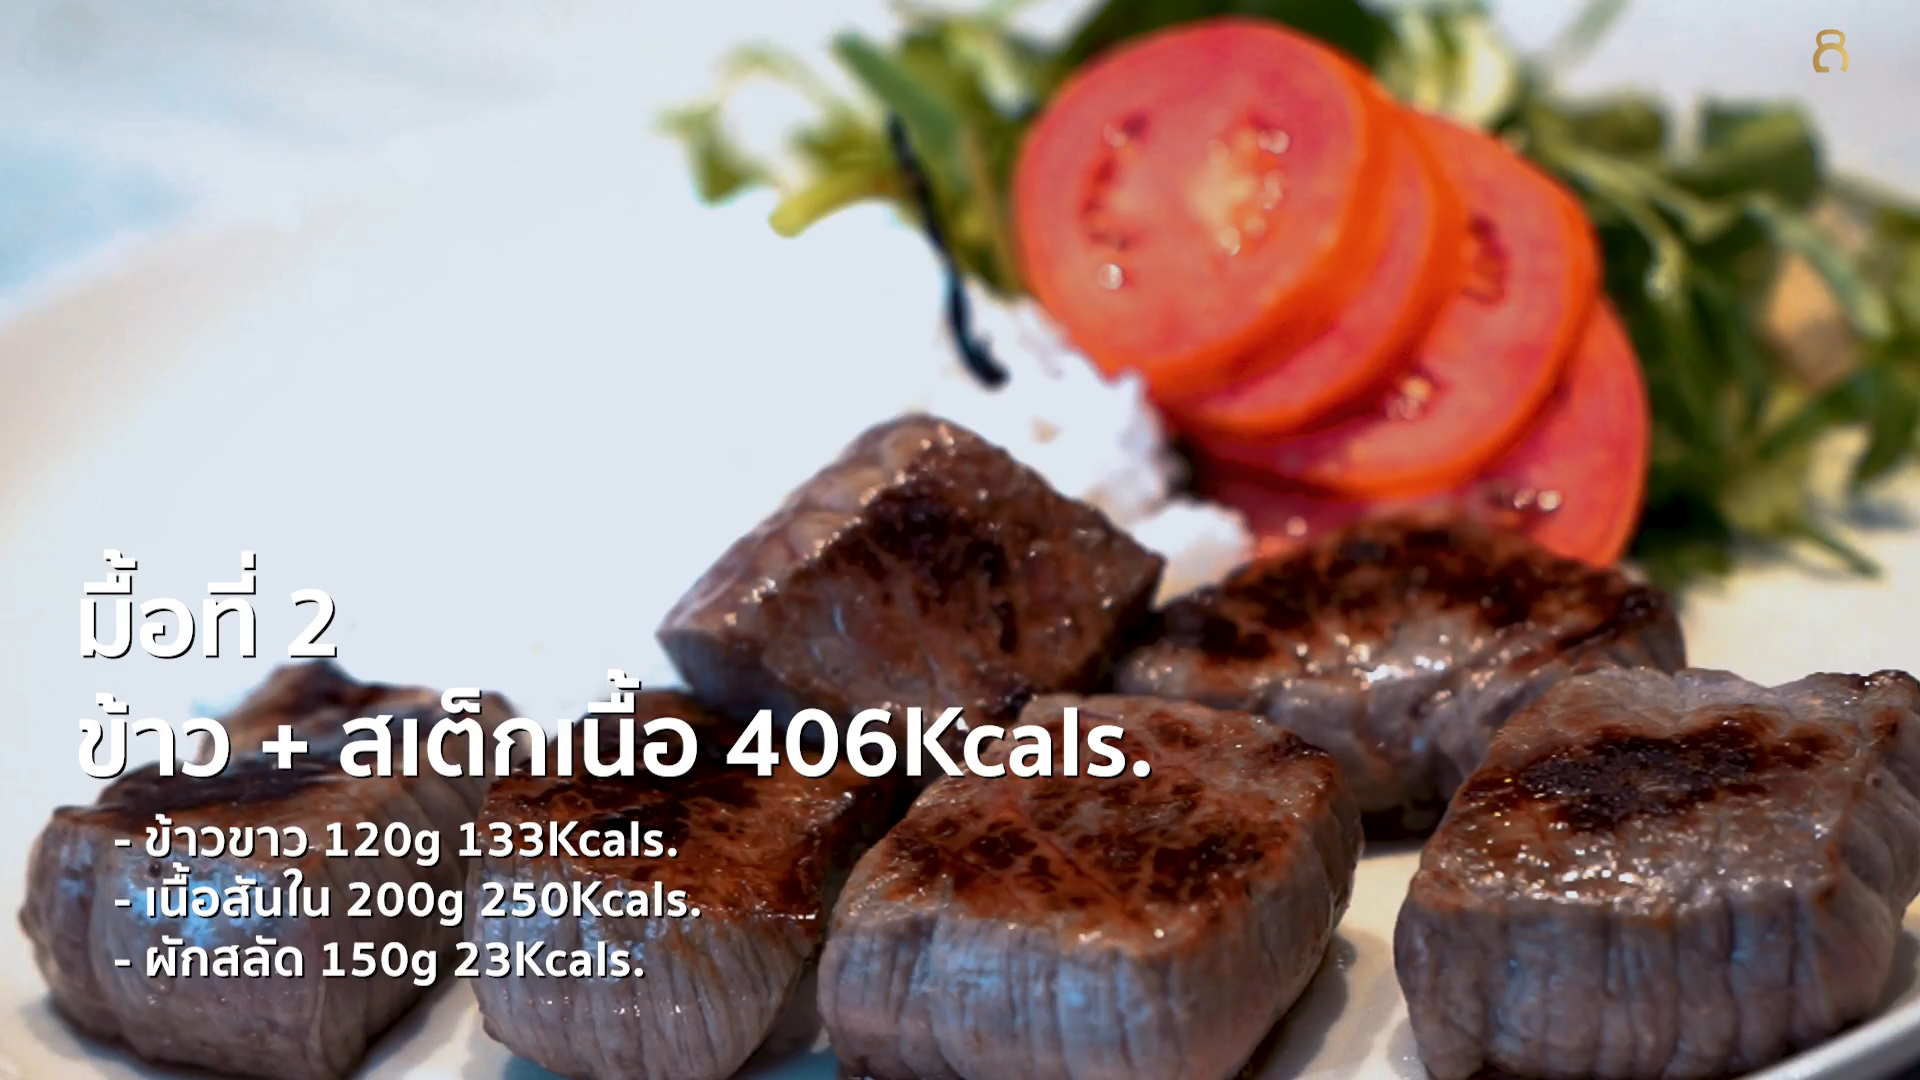 มื้อที่ 2
ข้าว + สเต็กเนื้อ 406Kcals.
- ข้าวขาว 120g 133Kcals.
- เนื้อสันใน 200g 250Kcals.
- ผักสลัด 150g 23Kcals.